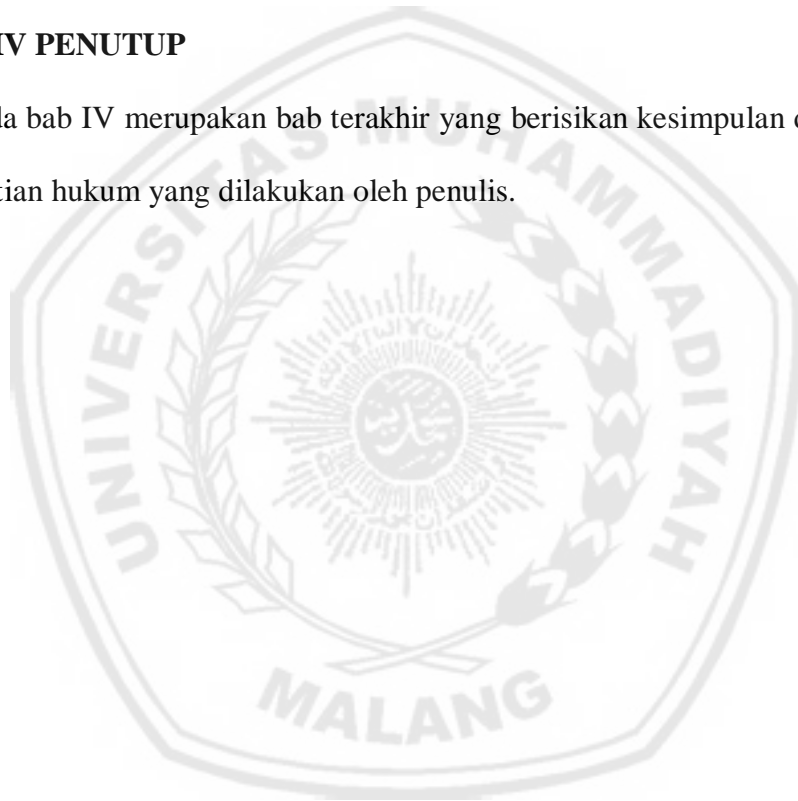 IV PENUTUP
da bab IV merupakan bab terakhir yang berisikan kesimpulan
tian hukum yang dilakukan oleh penulis.
UNIVERSITAS MUHAMMADIYAH
MALANG